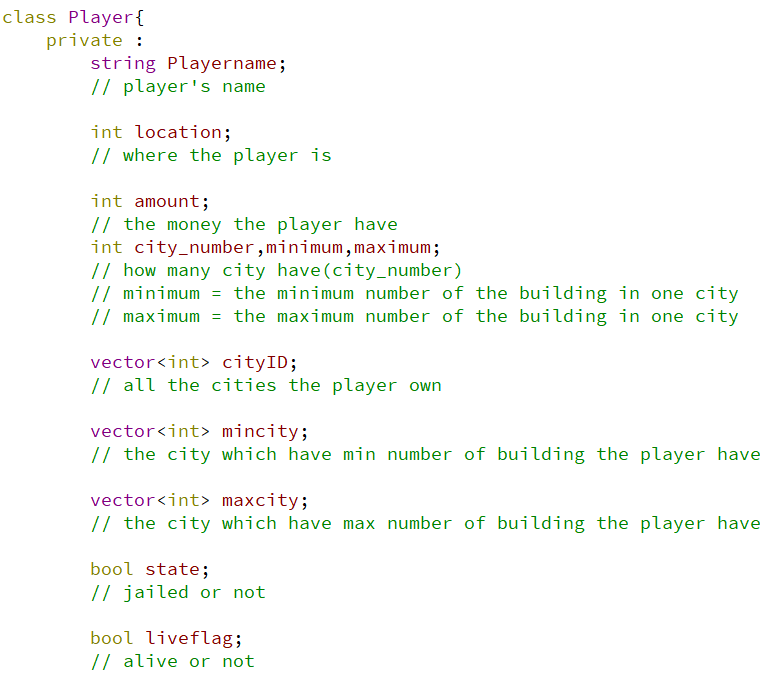 class Player{
private :
string Playername;
// player's name
int location;
// where the player is
int amount;
// the money the player have
int city_number,minimum,maximum;
// how many city have(city_number)
// minimum = the minimum number of the building in one city
// maximum = the maximum number of the building in one city
vector<int> cityID;
// all the cities the player own
vector<int> mincity;
// the city which have min number of building the player have
vector<int> maxcity;
// the city which have max number of building the player have
bool state;
// jailed or not
bool liveflag;
// alive or not